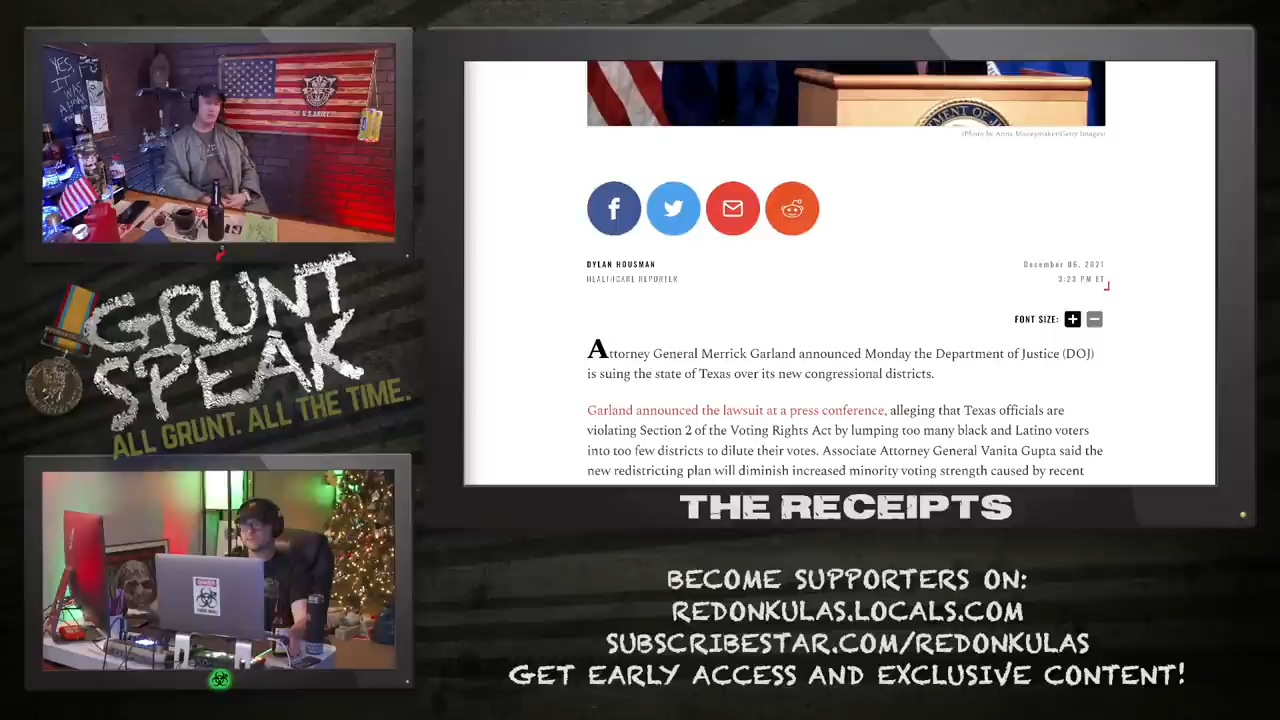 YES,
IT
WAS
U.S. ARMY
GRUNT
SPEAK
ALL GRUNT. ALL THE TIME.
DANGER
(Photo by Anna Moneymaker/Getty Images)
DYLAN HOUSMAN
HEALTHCARE REPORTER
December 06, 2021
3:23 PM ET
FONT SIZE:
Attorney General Merrick Garland announced Monday the Department of Justice (DOJ)
is suing the state of Texas over its new congressional districts.
Garland announced the lawsuit at a press conference, alleging that Texas officials are
violating Section 2 of the Voting Rights Act by lumping too many black and Latino voters
into too few districts to dilute their votes. Associate Attorney General Vanita Gupta said the
new redistricting plan will diminish increased minority voting strength caused by recent
THE RECEIPTS
BECOME SUPPORTERS ON:
REDONKULAS.LOCALS.COM
SUBSCRIBESTAR.COM/REDONKULAS
GET EARLY ACCESS AND EXCLUSIVE CONTENT!